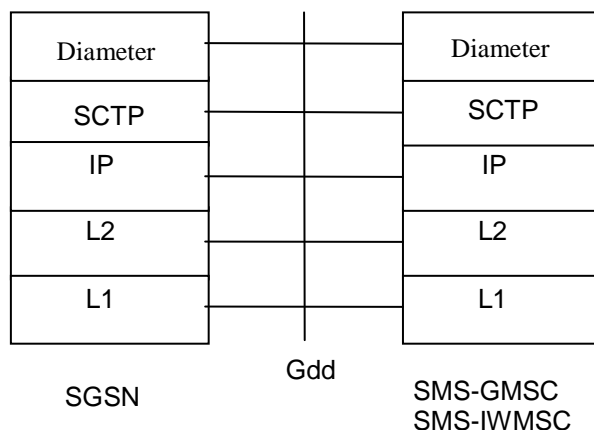 Diameter
SCTP
IP
L2
L1
SGSN
Gdd
Diameter
SCTP
IP
L2
L1
SMS-GMSC
SMS-IWMSC